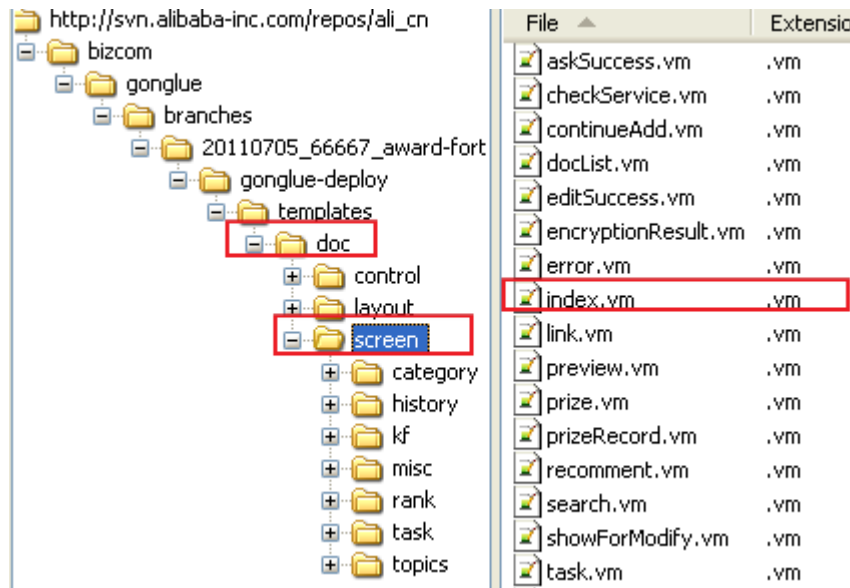 http://svn.alibaba-inc.com/repos/ali_cn
bizcom
gonglue
branches
20110705_66667_award-fort
gonglue-deploy
templates
doc
control
layout
screen
category
history
kf
misc
rank
task
topics
File Extensio
askSuccess.vm .vm
checkService.vm .vm
continueAdd.vm .vm
docList.vm .vm
editSuccess.vm .vm
encryptionResult.vm .vm
error.vm .vm
index.vm .vm
link.vm .vm
preview.vm .vm
prize.vm .vm
prizeRecord.vm .vm
recomment.vm .vm
search.vm .vm
showForModify.vm .vm
task.vm .vm